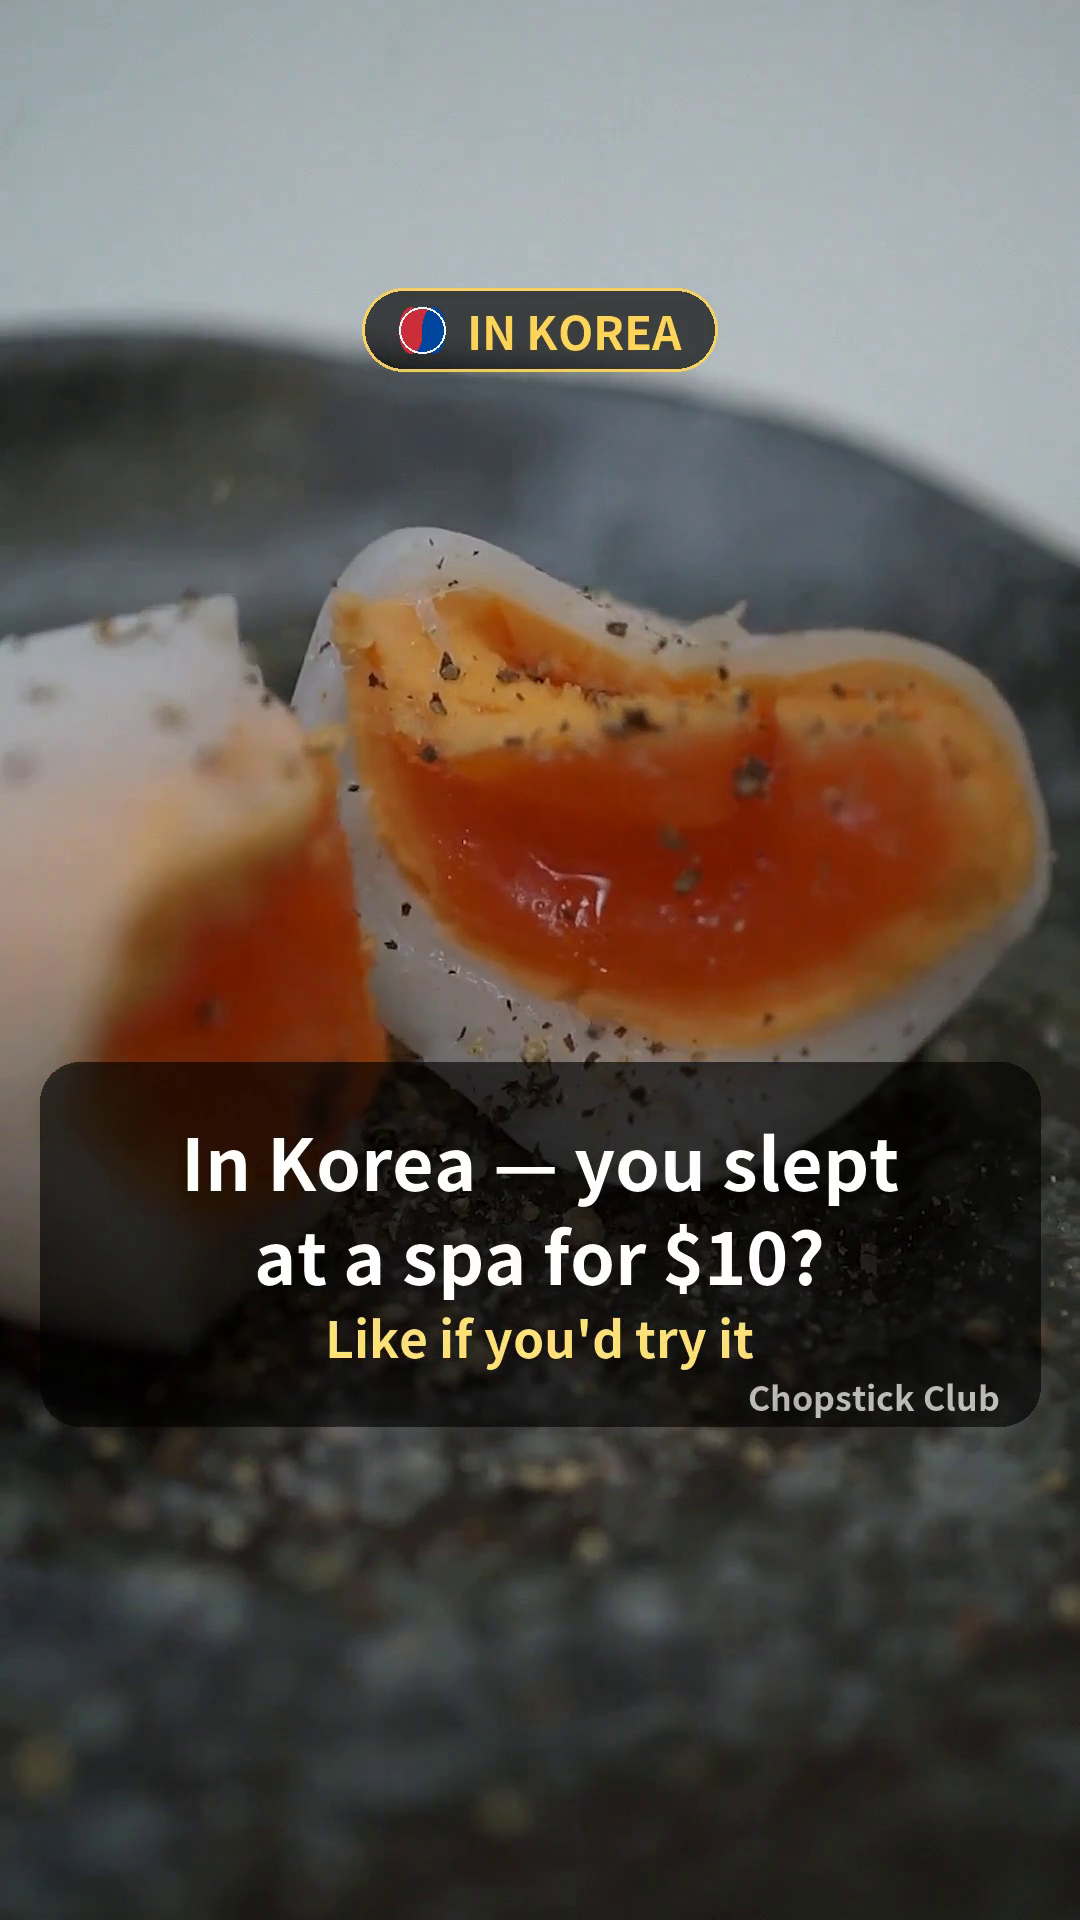 IN KOREA
In Korea — you slept
at a spa for $10?
Like if you'd try it
Chopstick Club